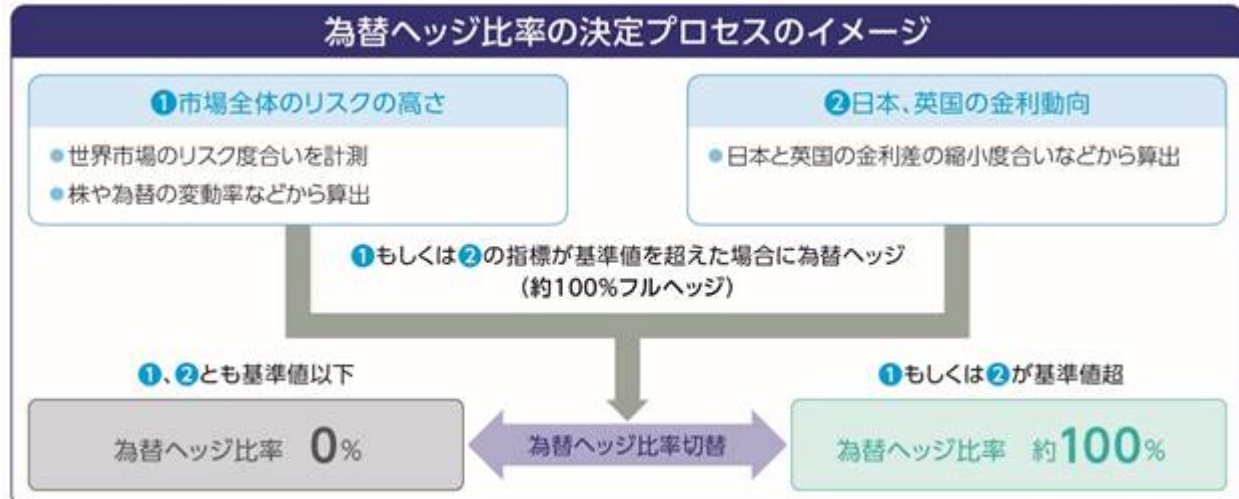 為替ヘッジ比率の決定プロセスのイメージ
❶市場全体のリスクの高さ
●世界市場のリスク度合いを計測
●株や為替の変動率などから算出
❷日本、英国の金利動向
●日本と英国の金利差の縮小度合いなどから算出
❶もしくは❷の指標が基準値を超えた場合に為替ヘッジ
(約100%フルヘッジ)
❶、❷とも基準値以下
為替ヘッジ比率 0%
為替ヘッジ比率切替
❶もしくは❷が基準値超
為替ヘッジ比率 約100%